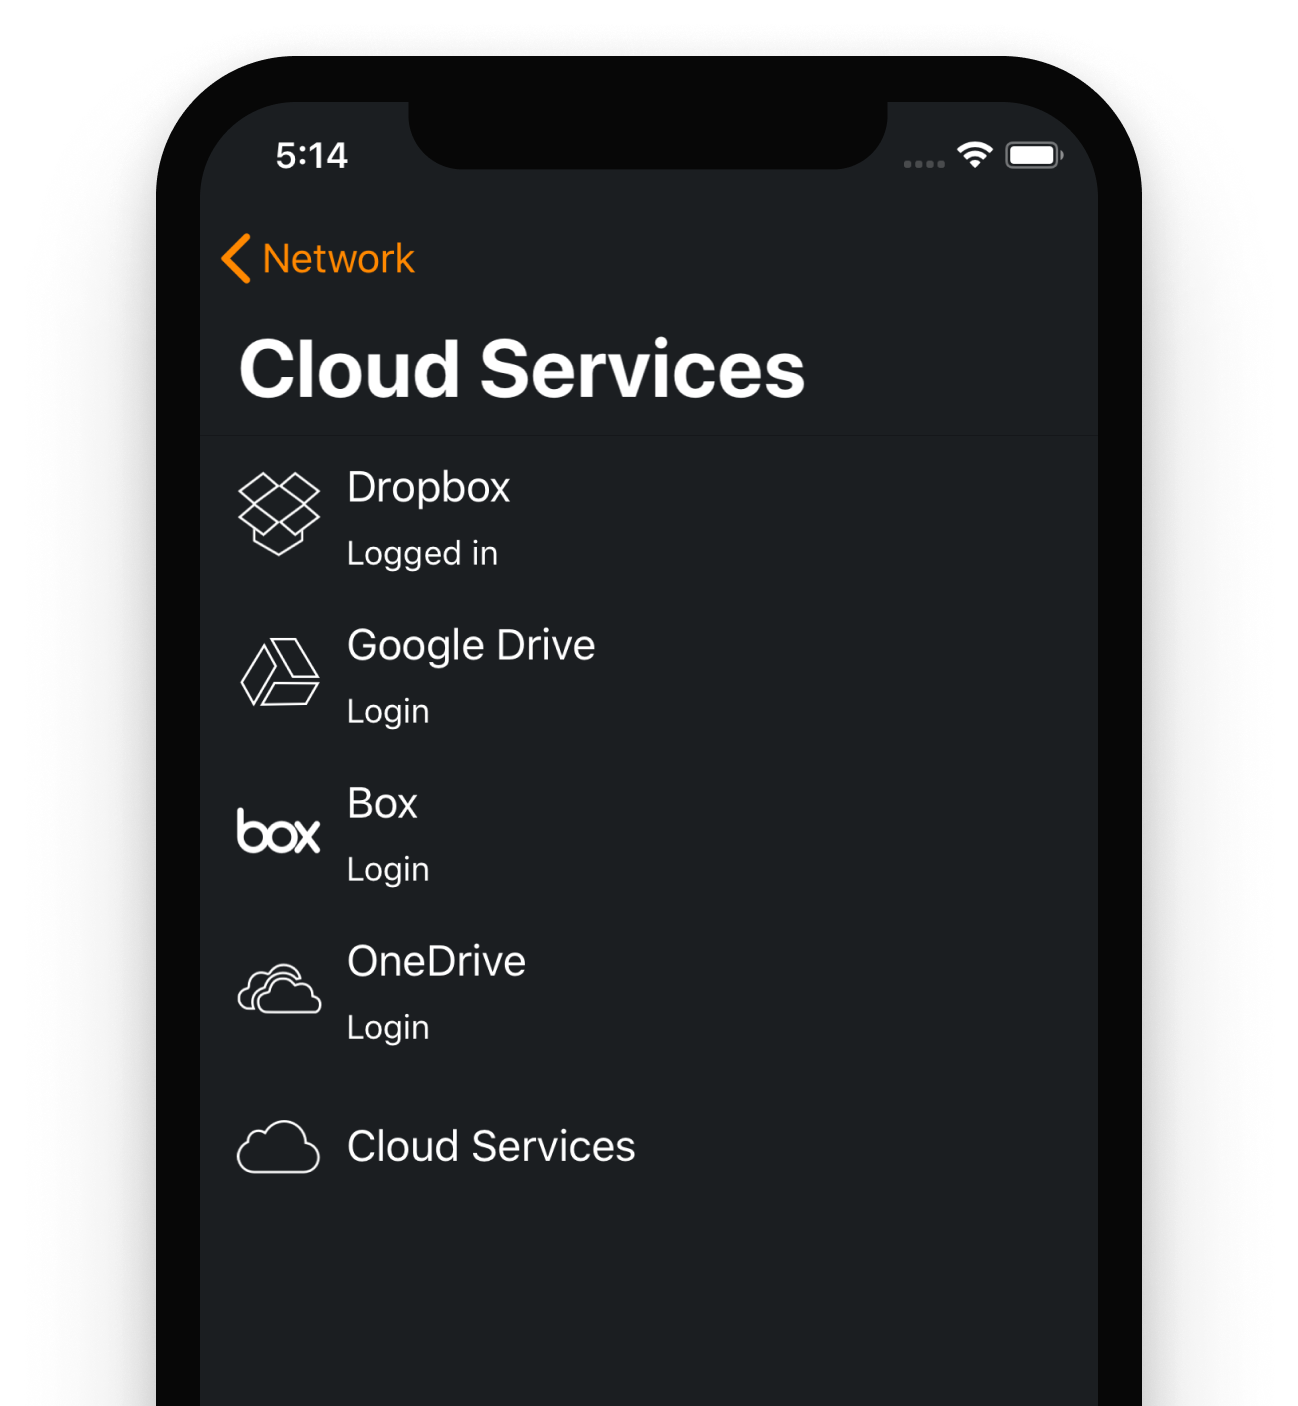 5:14
Network
Cloud Services
Dropbox
Logged in
Google Drive
Login
box
Box
Login
OneDrive
Login
Cloud Services